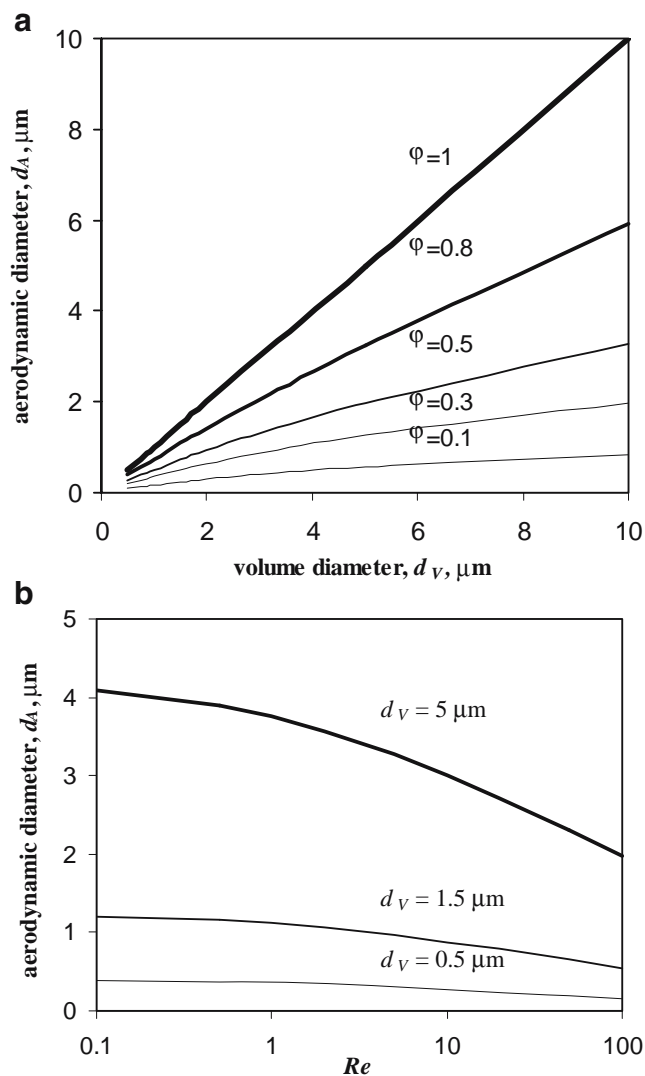 a
10
8
6
4
2
0
aerodynamic diameter, dA, μm
φ=1
φ=0.8
φ=0.5
φ=0.3
φ=0.1
0 2 4 6 8 10
volume diameter, dV, μm
b
5
4
3
2
1
0
aerodynamic diameter, dA, μm
dV = 5 μm
dV = 1.5 μm
dV = 0.5 μm
0.1 1 10 100
Re